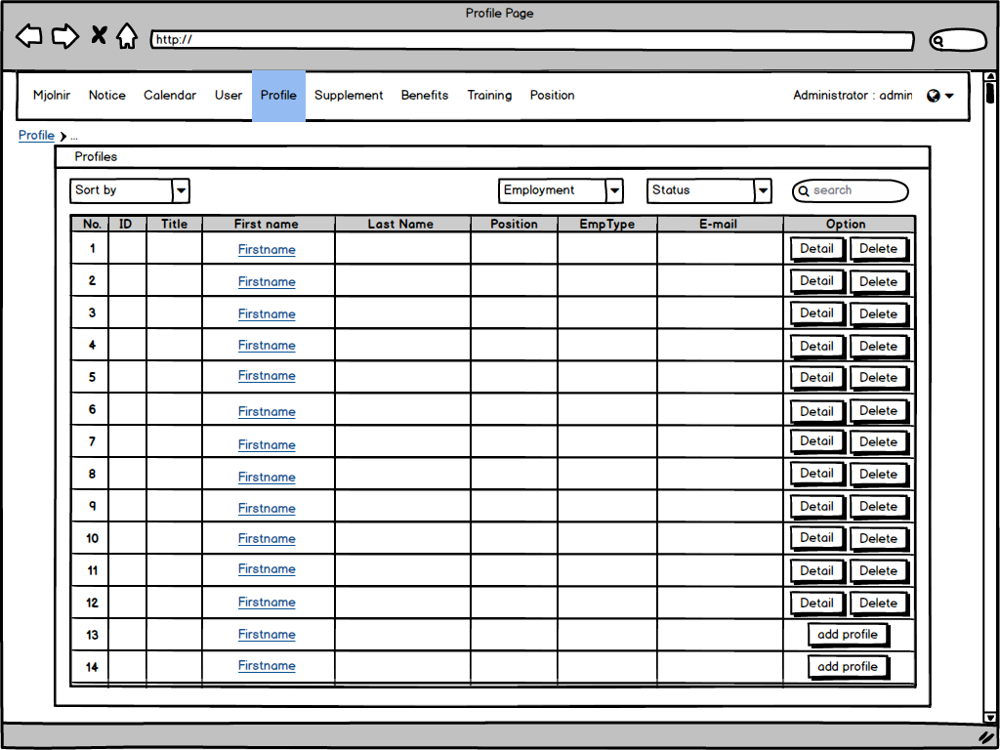 Profile Page
http://
Mjolnir Notice Calendar User Profile Supplement Benefits Training Position Administrator : admin
Profile ...
Profiles
Sort by Employment Status search
No. ID Title First name Last Name Position EmpType E-mail Option
1 Firstname Detail Delete
2 Firstname Detail Delete
3 Firstname Detail Delete
4 Firstname Detail Delete
5 Firstname Detail Delete
6 Firstname Detail Delete
7 Firstname Detail Delete
8 Firstname Detail Delete
9 Firstname Detail Delete
10 Firstname Detail Delete
11 Firstname Detail Delete
12 Firstname Detail Delete
13 Firstname add profile
14 Firstname add profile